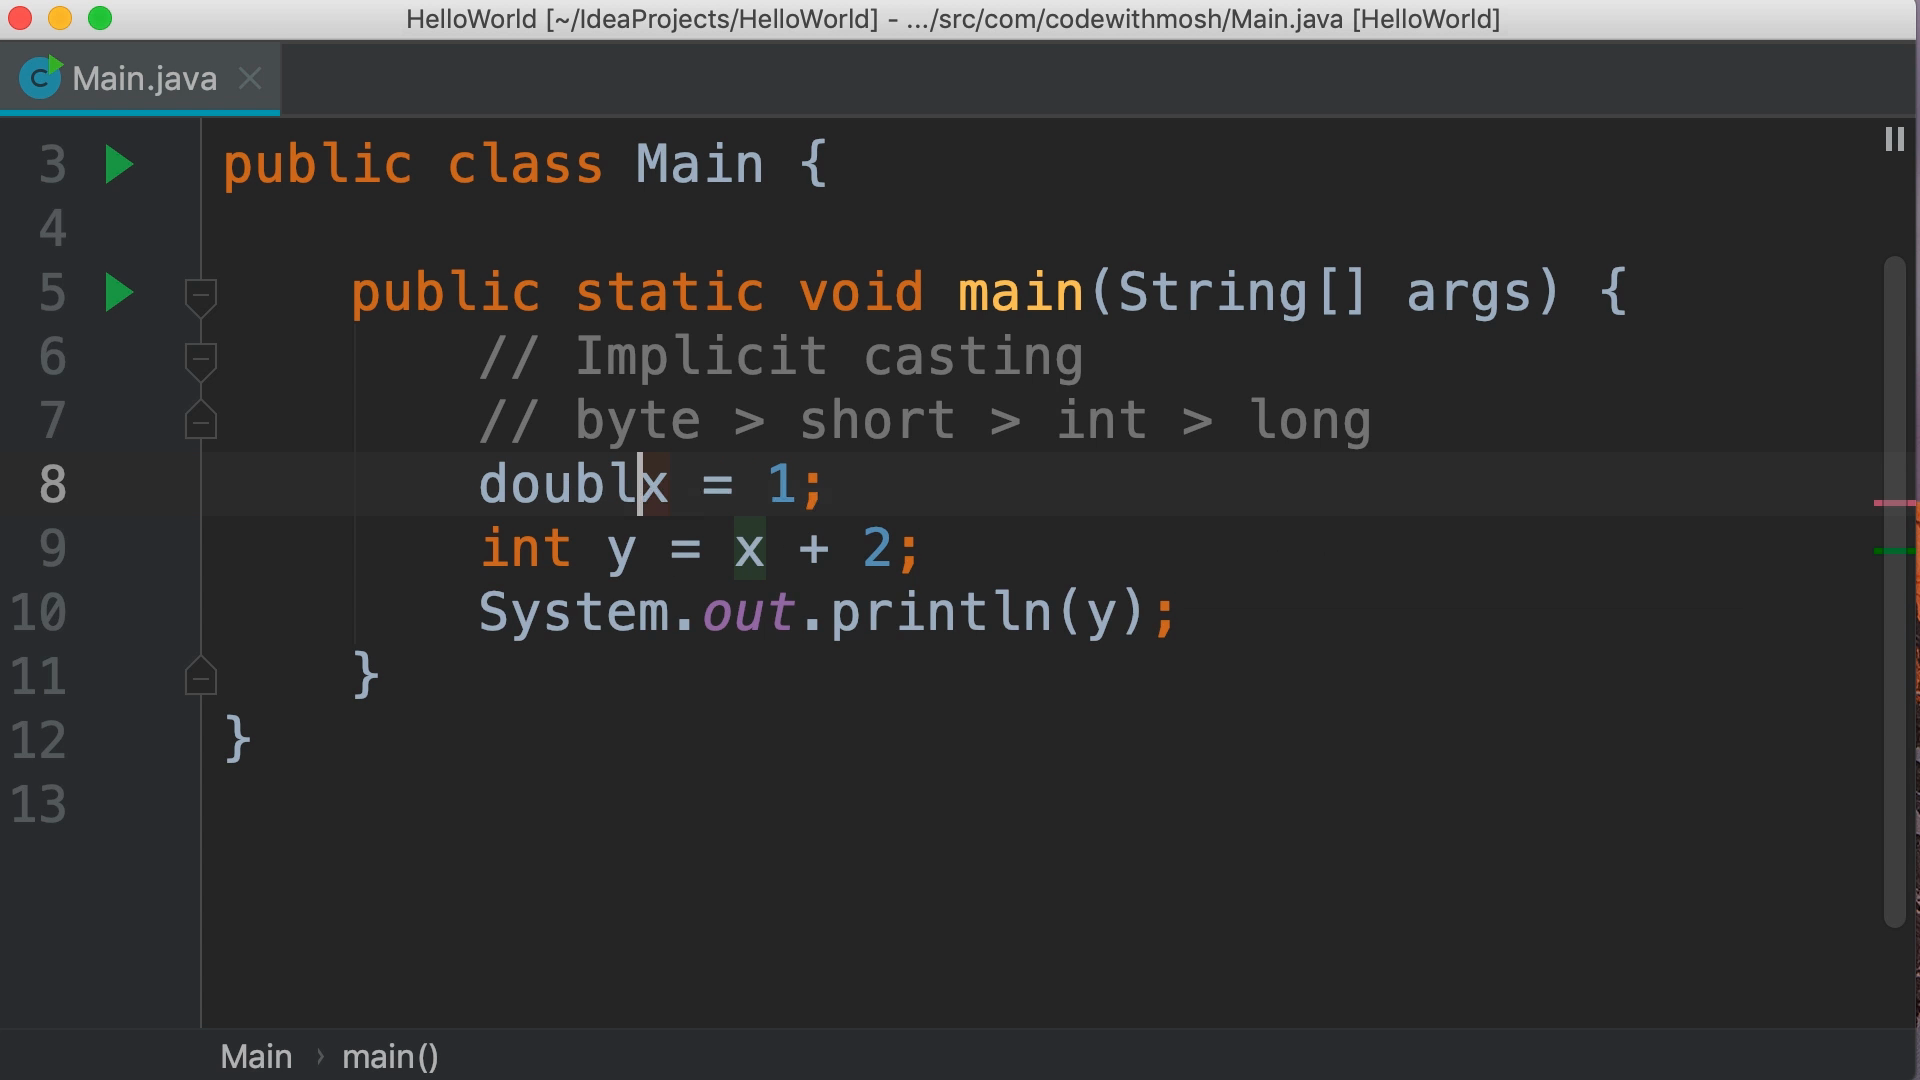 HelloWorld [~/IdeaProjects/HelloWorld] - .../src/com/codewithmosh/Main.java [HelloWorld]
Main.java
3 public class Main {
4
5 public static void main(String[] args) {
6 // Implicit casting
7 // byte > short > int > long
8 doublx = 1;
9 int y = x + 2;
10 System.out.println(y);
11 }
12 }
13
Main › main()